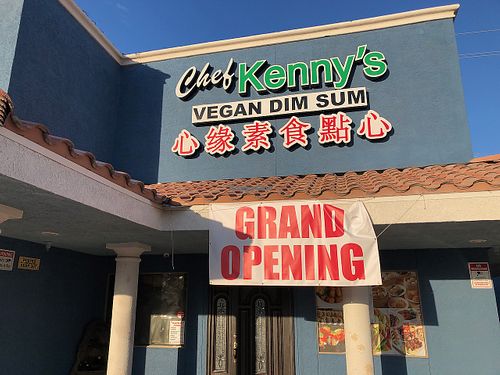 Chef Kenny's
VEGAN DIM SUM
心缘素食點心
GRAND
OPENING